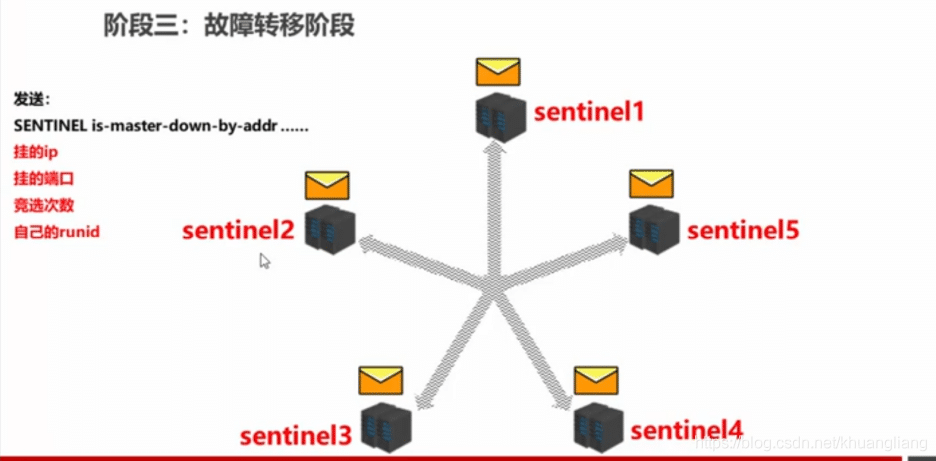 阶段三：故障转移阶段
发送：
SENTINEL is-master-down-by-addr ......
挂的ip
挂的端口
竞选次数
自己的runid
sentinel1
sentinel2
sentinel5
sentinel3
sentinel4
https://blog.csdn.net/khuangliang